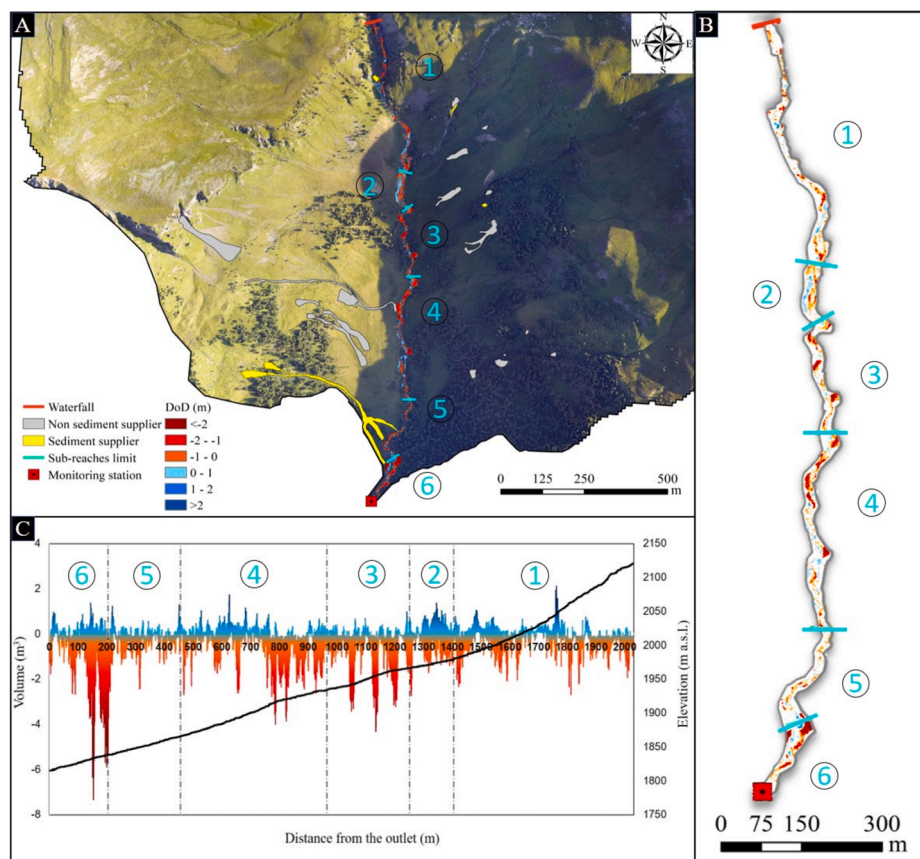 A
N
W
E
S
1
2
3
4
5
6
Waterfall
Non sediment supplier
Sediment supplier
Sub-reaches limit
Monitoring station
DoD (m)
<-2
-2 - -1
-1 - 0
0 - 1
1 - 2
>2
0 125 250 500
m
B
1
2
3
4
5
6
0 75 150 300
m
C
4
2
0
-2
-4
-6
-8
Volume (m³)
6 5 4 3 2 1
0 100 200 300 400 500 600 700 800 900 1000 1100 1200 1300 1400 1500 1600 1700 1800 1900 2000
2150
2100
2050
2000
1950
1900
1850
1800
1750
Elevation (m a.s.l.)
Distance from the outlet (m)